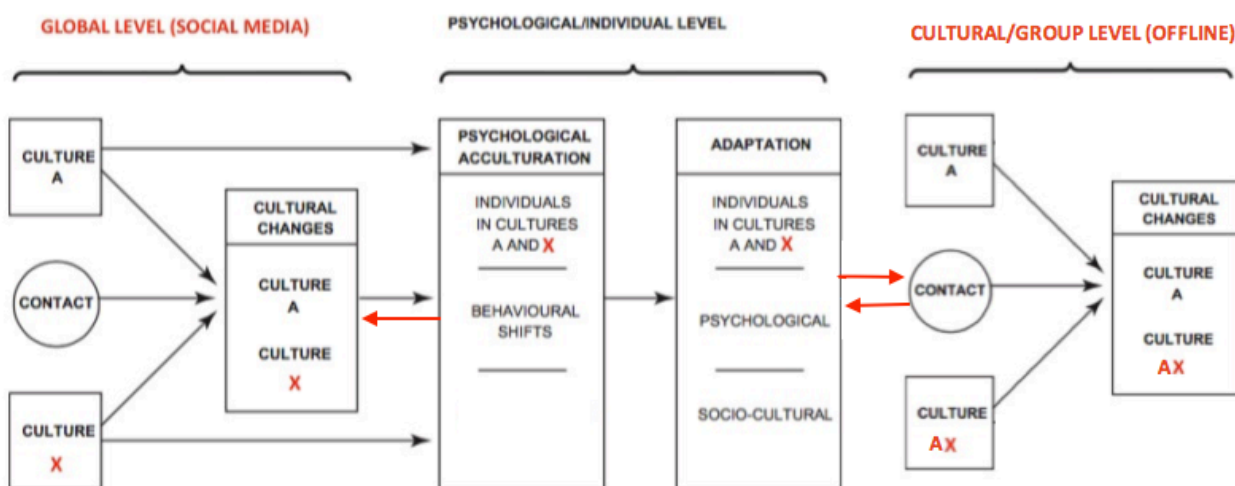 GLOBAL LEVEL (SOCIAL MEDIA)
PSYCHOLOGICAL/INDIVIDUAL LEVEL
CULTURAL/GROUP LEVEL (OFFLINE)
CULTURE
A
CONTACT
CULTURE
X
CULTURAL
CHANGES
CULTURE
A
CULTURE
X
PSYCHOLOGICAL
ACCULTURATION
INDIVIDUALS
IN CULTURES
A AND X
BEHAVIOURAL
SHIFTS
ADAPTATION
INDIVIDUALS
IN CULTURES
A AND X
PSYCHOLOGICAL
SOCIO-CULTURAL
CULTURE
A
CONTACT
CULTURE
AX
CULTURAL
CHANGES
CULTURE
A
CULTURE
AX